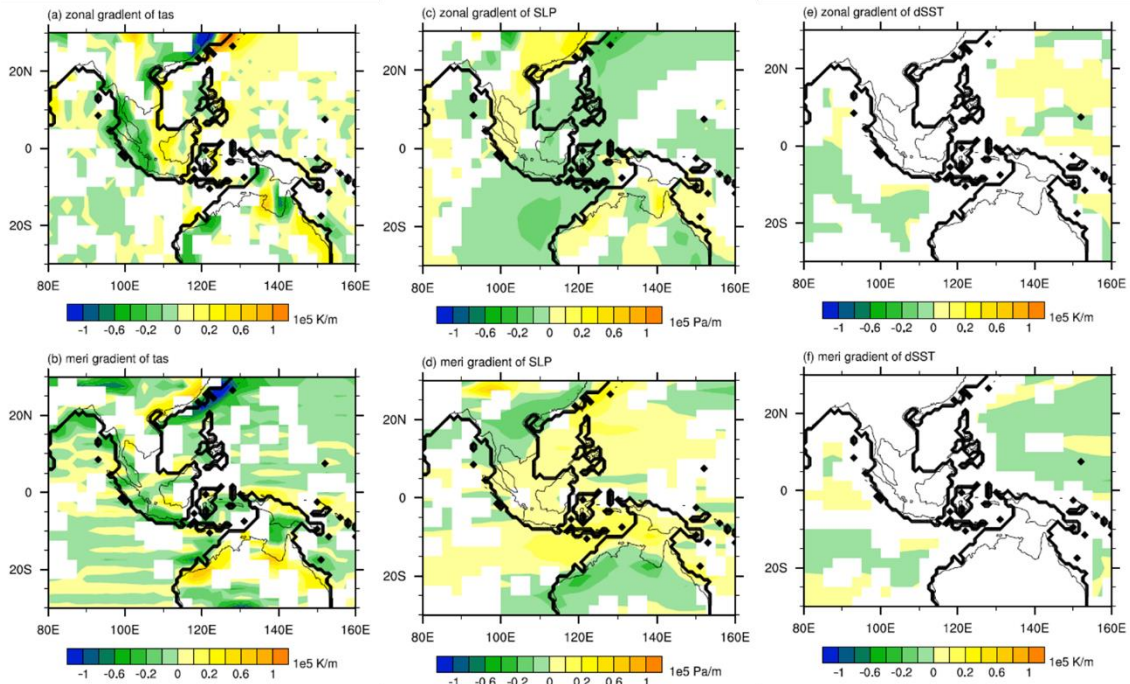 (a) zonal gradient of tas
20N
0
20S
80E 100E 120E 140E 160E
-1 -0.6 -0.2 0 0.2 0.6 1 1e5 K/m
(c) zonal gradient of SLP
20N
0
20S
80E 100E 120E 140E 160E
-1 -0.6 -0.2 0 0.2 0.6 1 1e5 Pa/m
(e) zonal gradient of dSST
20N
0
20S
80E 100E 120E 140E 160E
-1 -0.6 -0.2 0 0.2 0.6 1 1e5 K/m
(b) meri gradient of tas
20N
0
20S
80E 100E 120E 140E 160E
-1 -0.6 -0.2 0 0.2 0.6 1 1e5 K/m
(d) meri gradient of SLP
20N
0
20S
80E 100E 120E 140E 160E
-1 -0.6 -0.2 0 0.2 0.6 1 1e5 Pa/m
(f) meri gradient of dSST
20N
0
20S
80E 100E 120E 140E 160E
-1 -0.6 -0.2 0 0.2 0.6 1 1e5 K/m